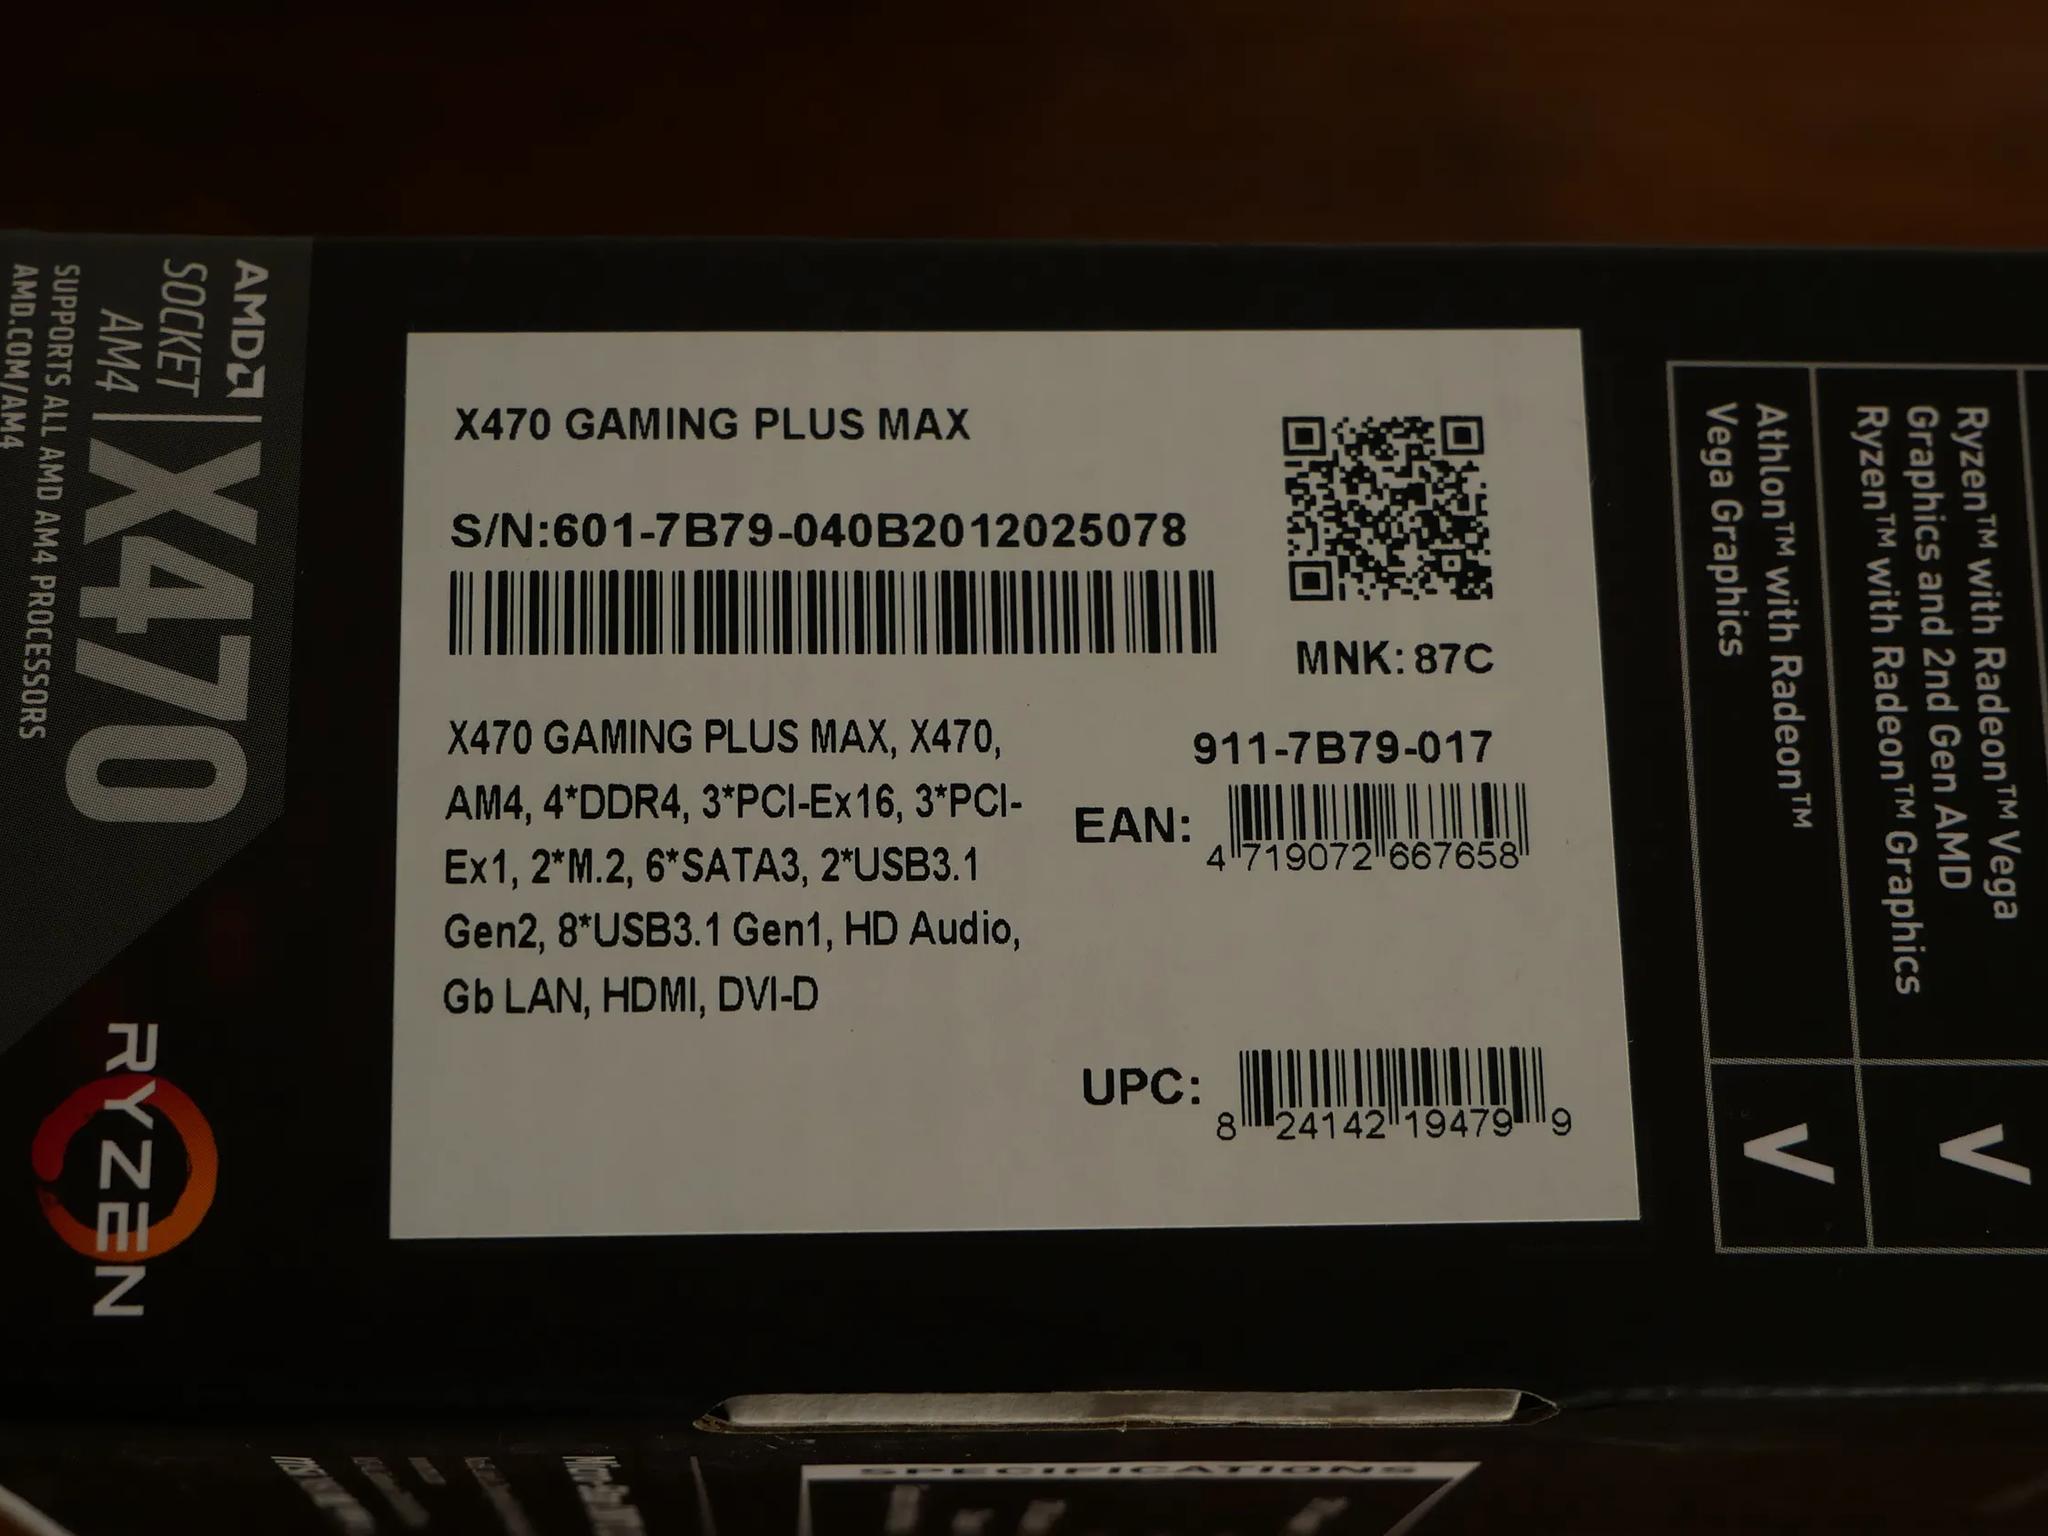 AMD
SOCKET
AM4
X470
SUPPORTS ALL AMD AM4 PROCESSORS
AMD.COM/AM4
RYZEN
X470 GAMING PLUS MAX
S/N:601-7B79-040B2012025078
MNK: 87C
X470 GAMING PLUS MAX, X470,
AM4, 4*DDR4, 3*PCI-Ex16, 3*PCI-
Ex1, 2*M.2, 6*SATA3, 2*USB3.1
Gen2, 8*USB3.1 Gen1, HD Audio,
Gb LAN, HDMI, DVI-D
911-7B79-017
EAN:
4 719072 667658
UPC:
8 24142 19479 9
Ryzen™ with Radeon™ Vega
Graphics and 2nd Gen AMD
Ryzen™ with Radeon™ Graphics
V
Athlon™ with Radeon™
Vega Graphics
V
SPECIFICATIONS